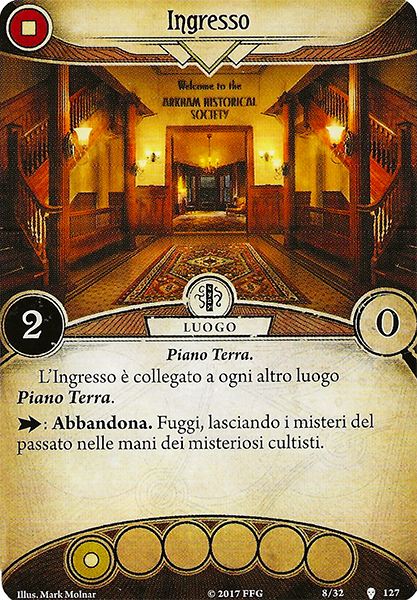 Ingresso
Welcome to the
ARKHAM HISTORICAL
SOCIETY
2
LUOGO
0
Piano Terra.
L'Ingresso è collegato a ogni altro luogo
Piano Terra.
: Abbandona. Fuggi, lasciando i misteri del
passato nelle mani dei misteriosi cultisti.
Illus. Mark Molnar
© 2017 FFG
8/32
127